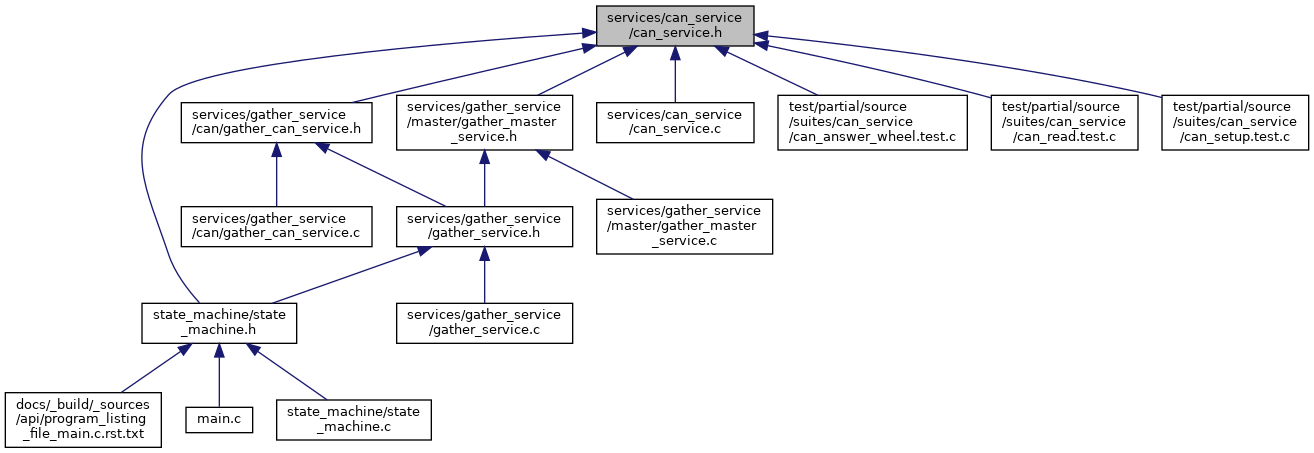 services/can_service
/can_service.h
services/gather_service
/can/gather_can_service.h
services/gather_service
/master/gather_master
_service.h
services/can_service
/can_service.c
test/partial/source
/suites/can_service
/can_answer_wheel.test.c
test/partial/source
/suites/can_service
/can_read.test.c
test/partial/source
/suites/can_service
/can_setup.test.c
services/gather_service
/can/gather_can_service.c
services/gather_service
/gather_service.h
services/gather_service
/master/gather_master
_service.c
state_machine/state
_machine.h
services/gather_service
/gather_service.c
docs/_build/_sources
/api/program_listing
_file_main.c.rst.txt
main.c
state_machine/state
_machine.c